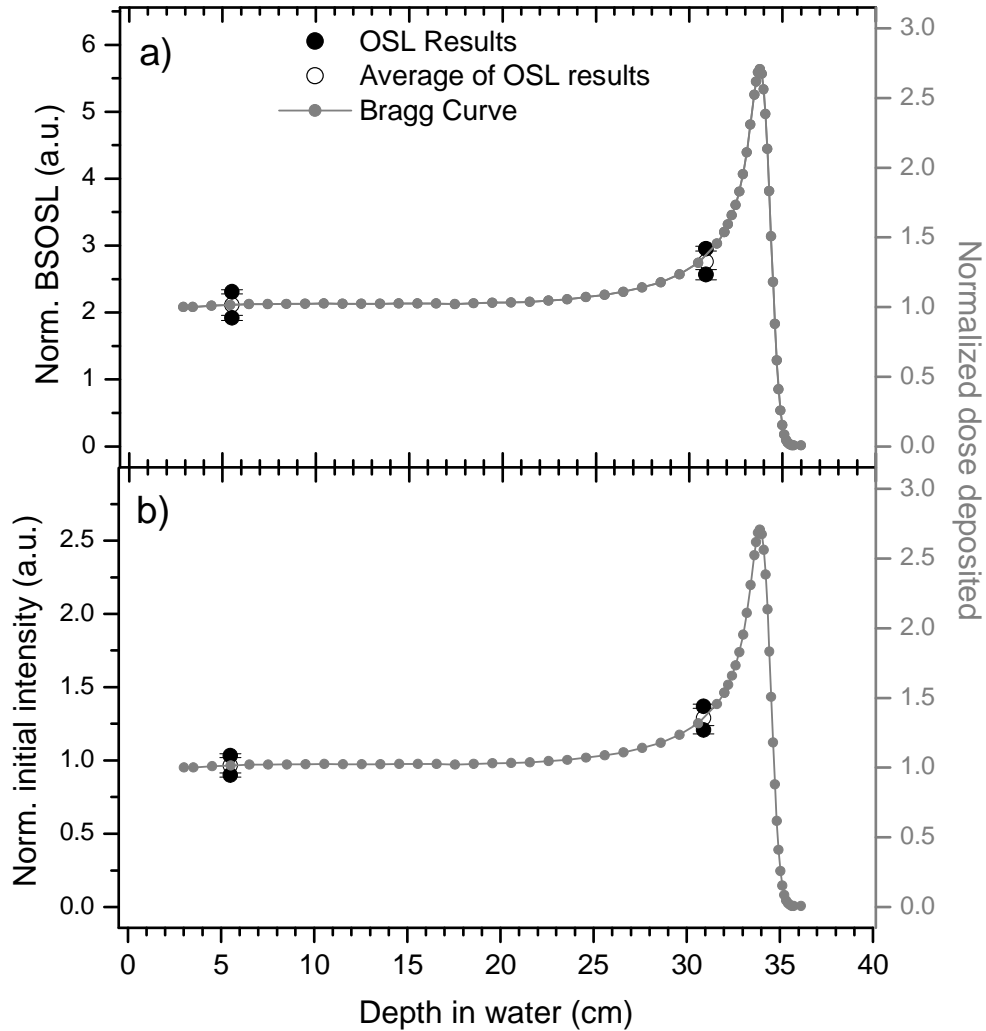 a)
OSL Results
Average of OSL results
Bragg Curve
Norm. BSOSL (a.u.)
6
5
4
3
2
1
0
3.0
2.5
2.0
1.5
1.0
0.5
0.0
Normalized dose deposited
b)
Norm. initial intensity (a.u.)
2.5
2.0
1.5
1.0
0.5
0.0
3.0
2.5
2.0
1.5
1.0
0.5
0.0
0 5 10 15 20 25 30 35 40
Depth in water (cm)